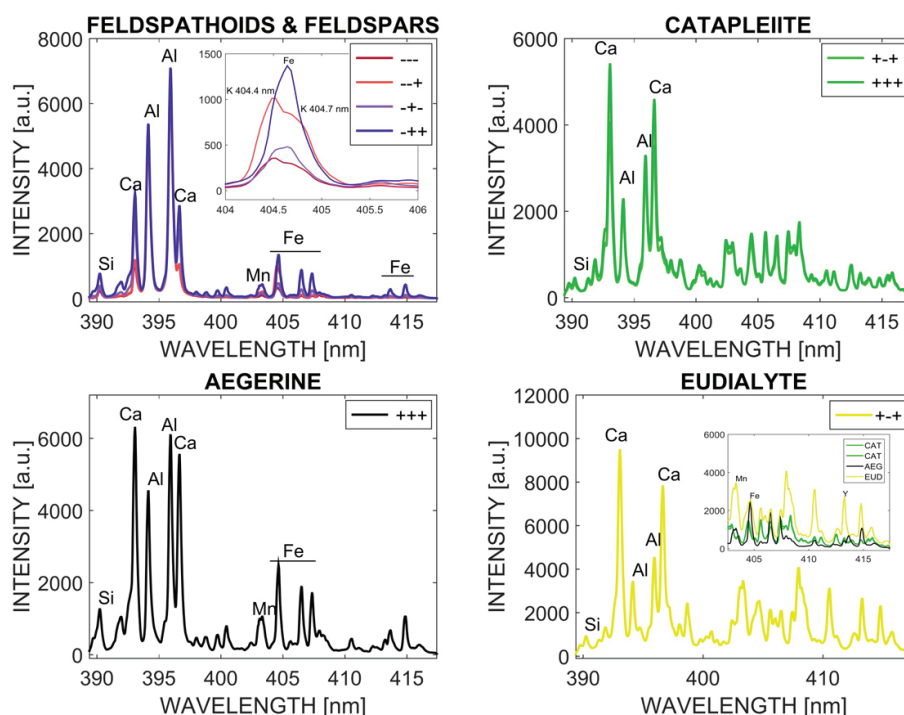 FELDSPATHOIDS & FELDSPARS
8000
6000
4000
2000
0
INTENSITY [a.u.]
390 395 400 405 410 415
WAVELENGTH [nm]
Si
Ca
Al
Al
Ca
Mn
Fe
Fe
1500
1000
500
0
404 404.5 405 405.5 406
Fe
K 404.4 nm
K 404.7 nm
---
--+
-+-
-++
CATAPLEIITE
6000
4000
2000
0
INTENSITY [a.u.]
390 395 400 405 410 415
WAVELENGTH [nm]
Si
Ca
Al
Al
Ca
+-+
+++
AEGERINE
6000
4000
2000
0
INTENSITY [a.u.]
390 395 400 405 410 415
WAVELENGTH [nm]
Si
Ca
Al
Al
Ca
Mn
Fe
+++
EUDIALYTE
12000
10000
8000
6000
4000
2000
0
INTENSITY [a.u.]
390 400 410
WAVELENGTH [nm]
Si
Ca
Al
Al
Ca
+-+
6000
4000
2000
0
405 410 415
Mn
Fe
Y
CAT
CAT
AEG
EUD